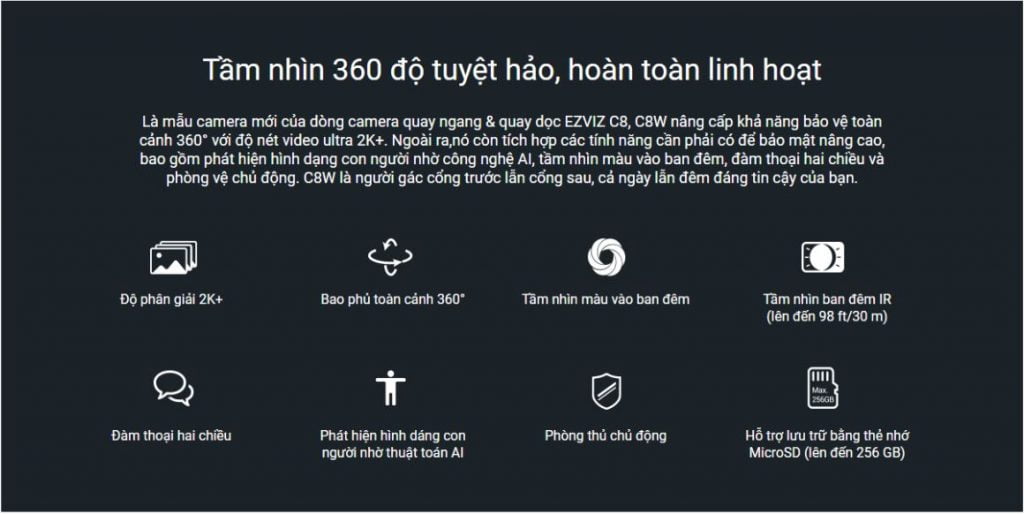 Tầm nhìn 360 độ tuyệt hảo, hoàn toàn linh hoạt
Là mẫu camera mới của dòng camera quay ngang & quay dọc EZVIZ C8, C8W nâng cấp khả năng bảo vệ toàn
cảnh 360° với độ nét video ultra 2K+. Ngoài ra,nó còn tích hợp các tính năng cần phải có để bảo mật nâng cao,
bao gồm phát hiện hình dạng con người nhờ công nghệ AI, tầm nhìn màu vào ban đêm, đàm thoại hai chiều và
phòng vệ chủ động. C8W là người gác cổng trước lẫn cổng sau, cả ngày lẫn đêm đáng tin cậy của bạn.
Độ phân giải 2K+
Bao phủ toàn cảnh 360°
Tầm nhìn màu vào ban đêm
Tầm nhìn ban đêm IR
(lên đến 98 ft/30 m)
Đàm thoại hai chiều
Phát hiện hình dáng con
người nhờ thuật toán AI
Phòng thủ chủ động
Max.
256GB
Hỗ trợ lưu trữ bằng thẻ nhớ
MicroSD (lên đến 256 GB)